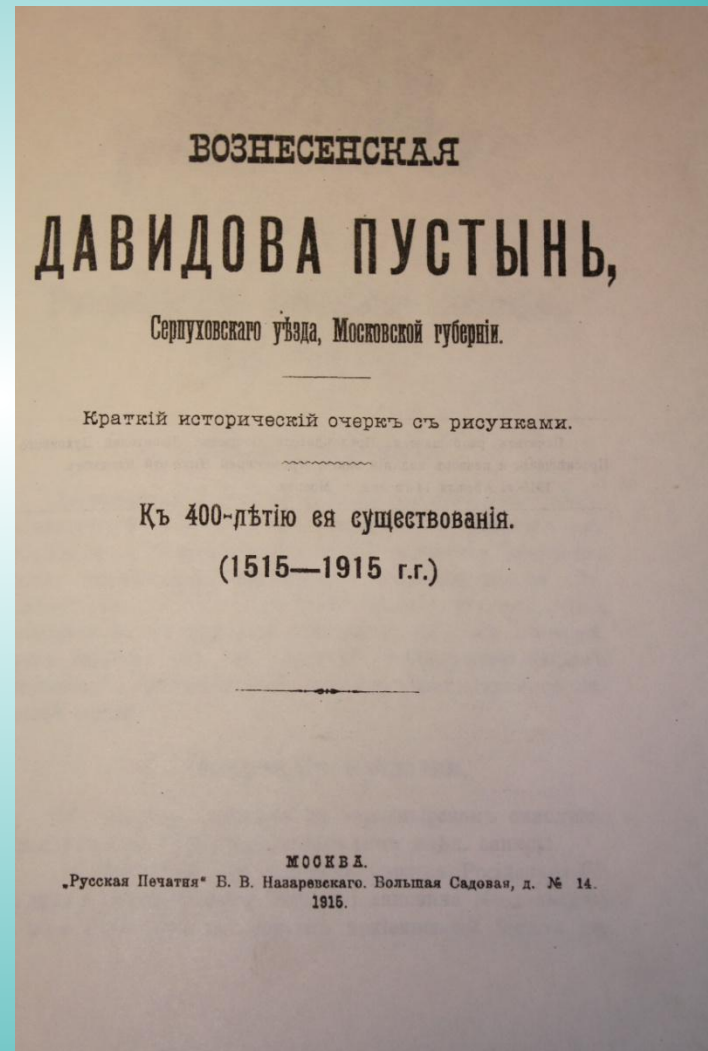 ВОЗНЕСЕНСКАЯ
ДАВИДОВА ПУСТЫНЬ,
Серпуховскаго уѣзда, Московской губерніи.
Краткій историческій очеркъ съ рисунками.
Къ 400-лѣтію ея существованія.
(1515—1915 г.г.)
МОСКВА.
„Русская Печатня“ Б. В. Назаревскаго. Большая Садовая, д. № 14.
1915.